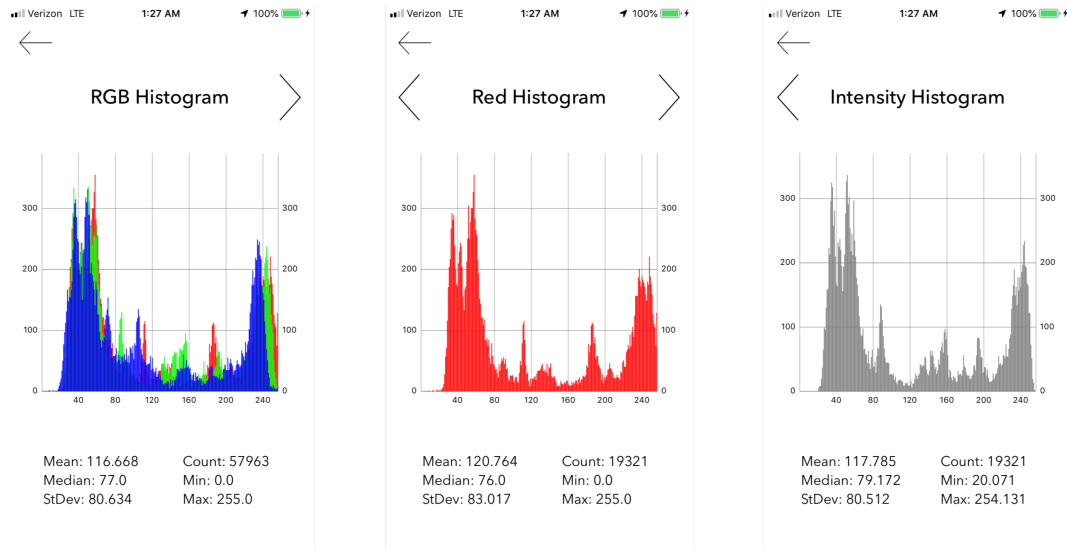 Verizon LTE 1:27 AM 100%
RGB Histogram
300 300
200 200
100 100
0 0
40 80 120 160 200 240
Mean: 116.668 Count: 57963
Median: 77.0 Min: 0.0
StDev: 80.634 Max: 255.0
Verizon LTE 1:27 AM 100%
Red Histogram
300 300
200 200
100 100
0 0
40 80 120 160 200 240
Mean: 120.764 Count: 19321
Median: 76.0 Min: 0.0
StDev: 83.017 Max: 255.0
Verizon LTE 1:27 AM 100%
Intensity Histogram
300 300
200 200
100 100
0 0
40 80 120 160 200 240
Mean: 117.785 Count: 19321
Median: 79.172 Min: 20.071
StDev: 80.512 Max: 254.131